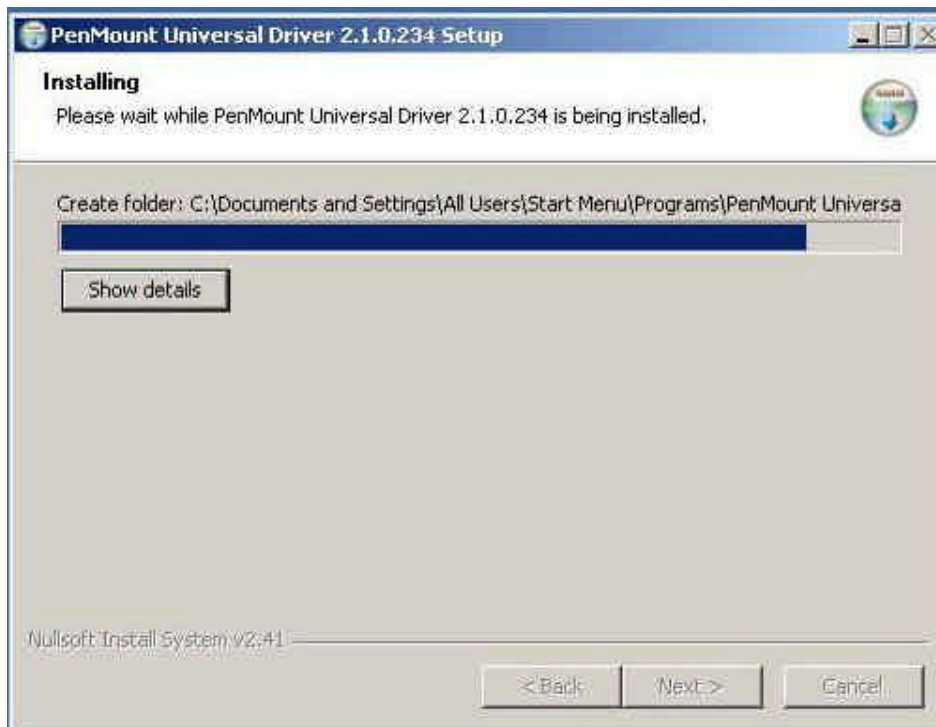 PenMount Universal Driver 2.1.0.234 Setup
Installing
Please wait while PenMount Universal Driver 2.1.0.234 is being installed.
Create folder: C:\Documents and Settings\All Users\Start Menu\Programs\PenMount Universa
Show details
Nullsoft Install System v2.41
< Back Next > Cancel